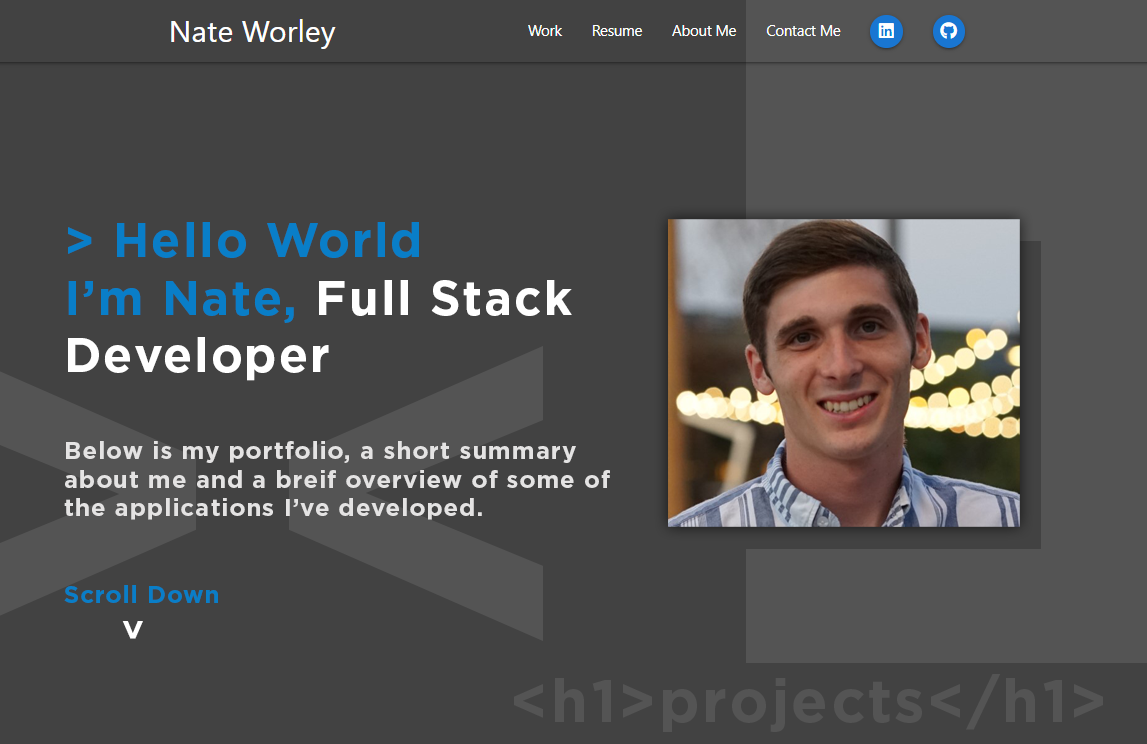 Nate Worley
Work Resume About Me Contact Me in
> Hello World
I’m Nate, Full Stack
Developer
Below is my portfolio, a short summary
about me and a breif overview of some of
the applications I’ve developed.
Scroll Down
v
<h1>projects</h1>